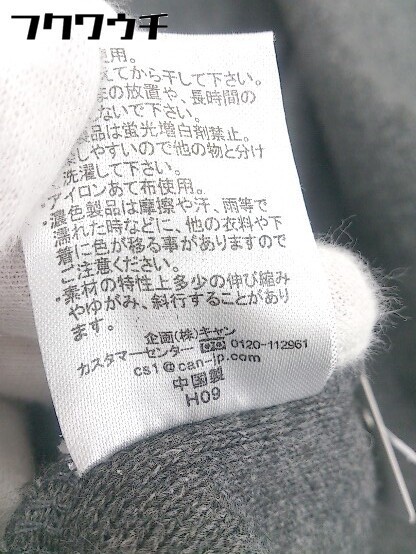 フクワウチ
使用。
えてから干して下さい。
まの放置や、長時間の
ないで下さい。
製品は蛍光増白剤禁止。
しやすいので他の物と分け
洗濯して下さい。
・アイロンあて布使用。
・濃色製品は摩擦や汗、雨等で
濡れた時などに、他の衣料や下
着に色が移る事がありますので
ご注意ください。
・素材の特性上多少の伸び縮み
やゆがみ、斜行することがあり
ます。
企画(株)キャン
カスタマーセンター 0120-112961
cs1@can-jp.com
中国製
H09